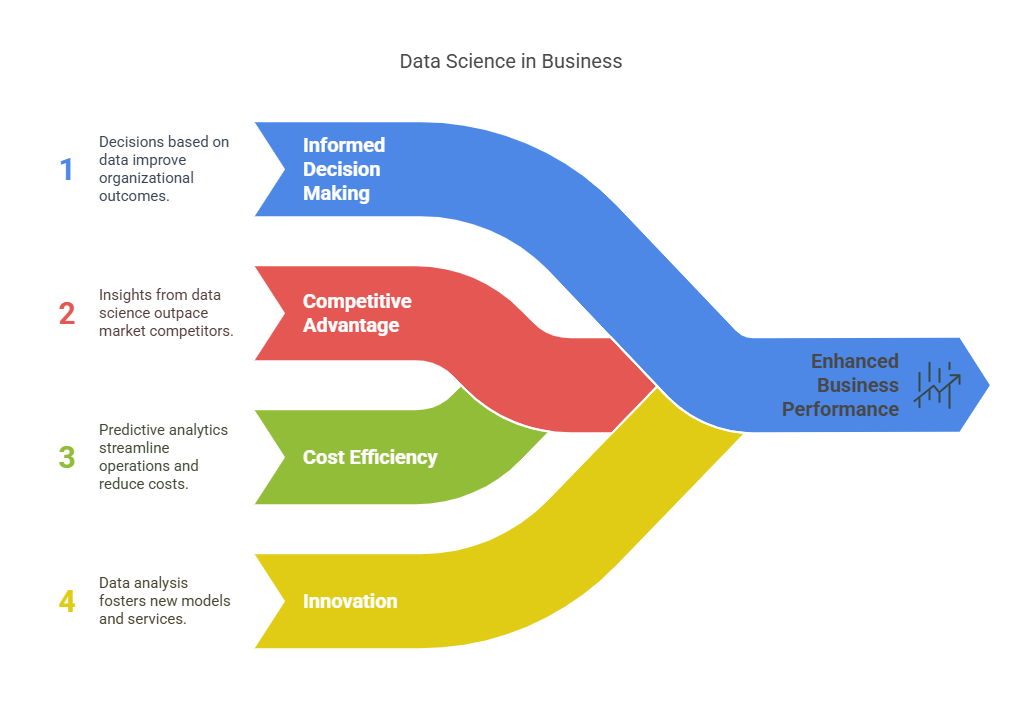 Data Science in Business
1
Decisions based on
data improve
organizational
outcomes.
Informed
Decision
Making
2
Insights from data
science outpace
market competitors.
Competitive
Advantage
3
Predictive analytics
streamline
operations and
reduce costs.
Cost Efficiency
4
Data analysis
fosters new models
and services.
Innovation
Enhanced
Business
Performance